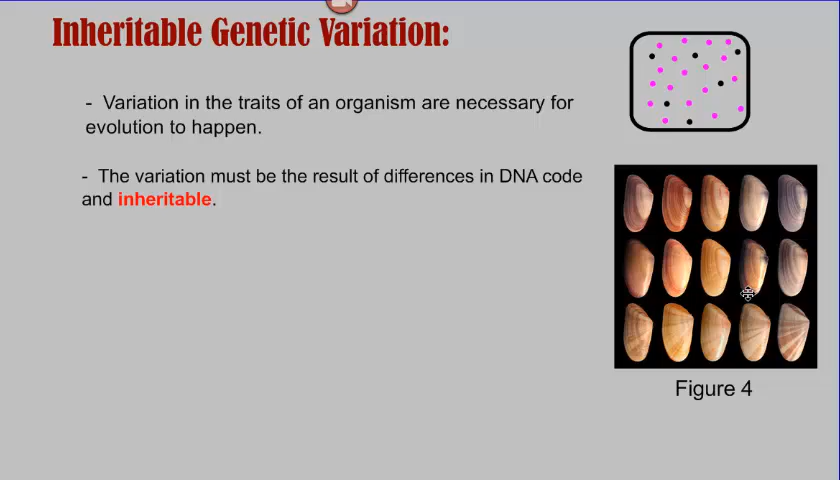 Inheritable Genetic Variation:
- Variation in the traits of an organism are necessary for
evolution to happen.
- The variation must be the result of differences in DNA code
and inheritable.
Figure 4